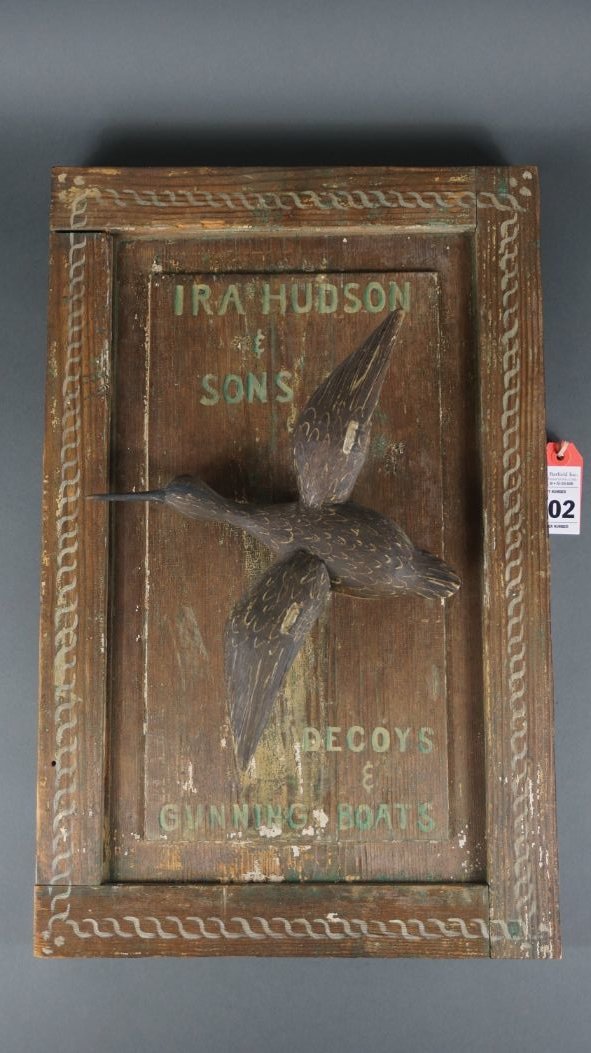 IRA HUDSON
&
SONS
DECOYS
&
GUNNING BOATS
02